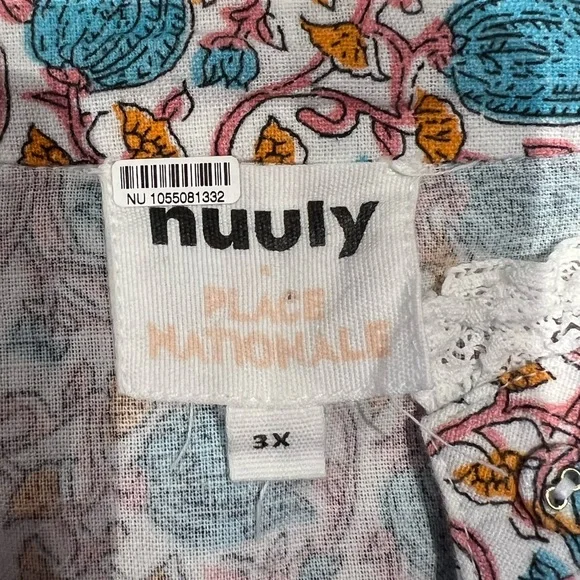 NU 1055081332
nuuly
PLACE
NATIONALE
3X